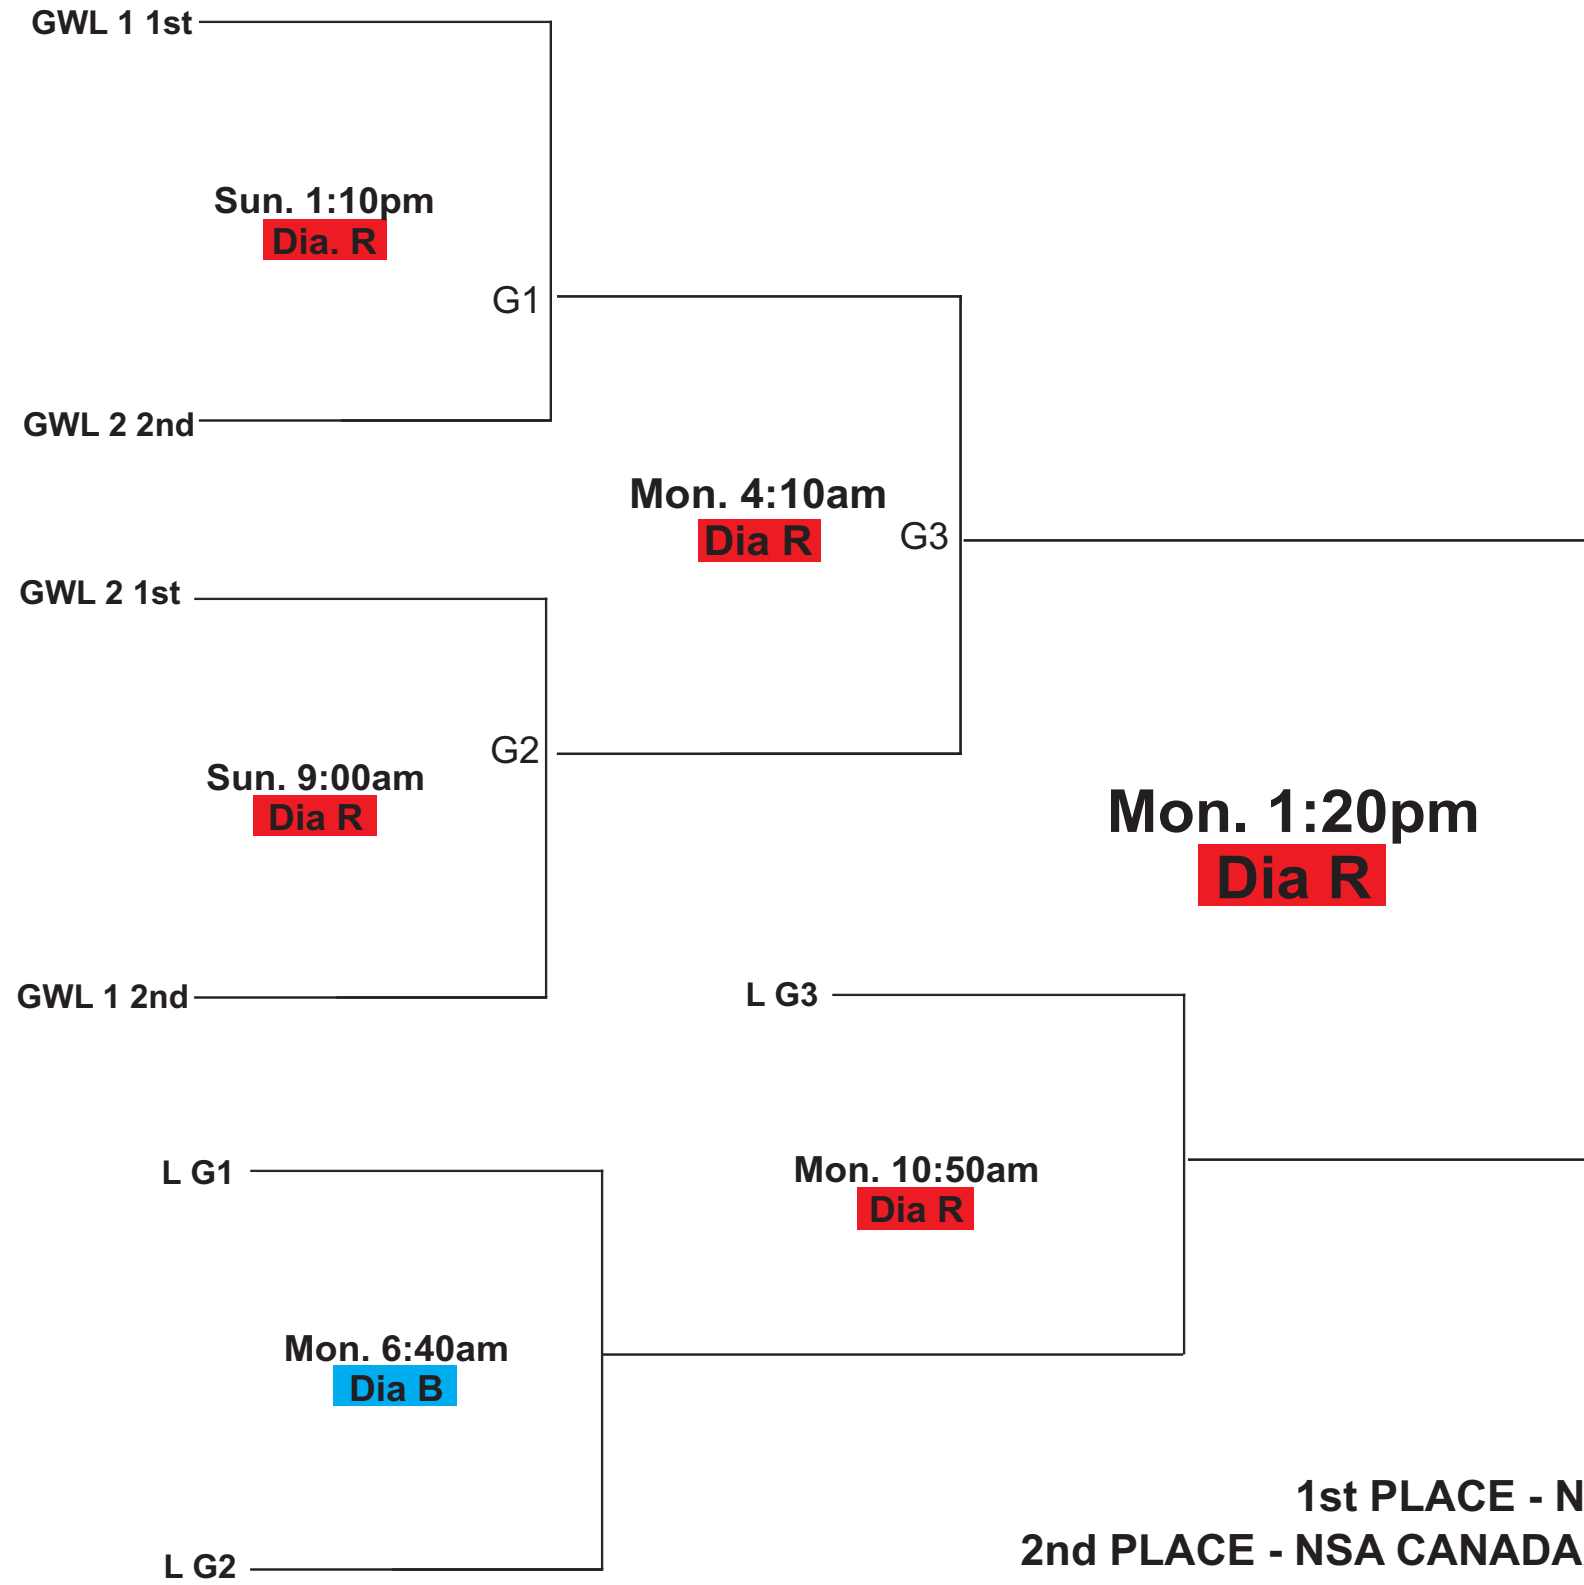 GWL 1 1st
Sun. 1:10pm
Dia. R
G1
GWL 2 2nd
Mon. 4:10am
Dia R
G3
GWL 2 1st
G2
Sun. 9:00am
Dia R
Mon. 1:20pm
Dia R
GWL 1 2nd
L G3
L G1
Mon. 10:50am
Dia R
Mon. 6:40am
Dia B
1st PLACE - N
2nd PLACE - NSA CANADA
L G2